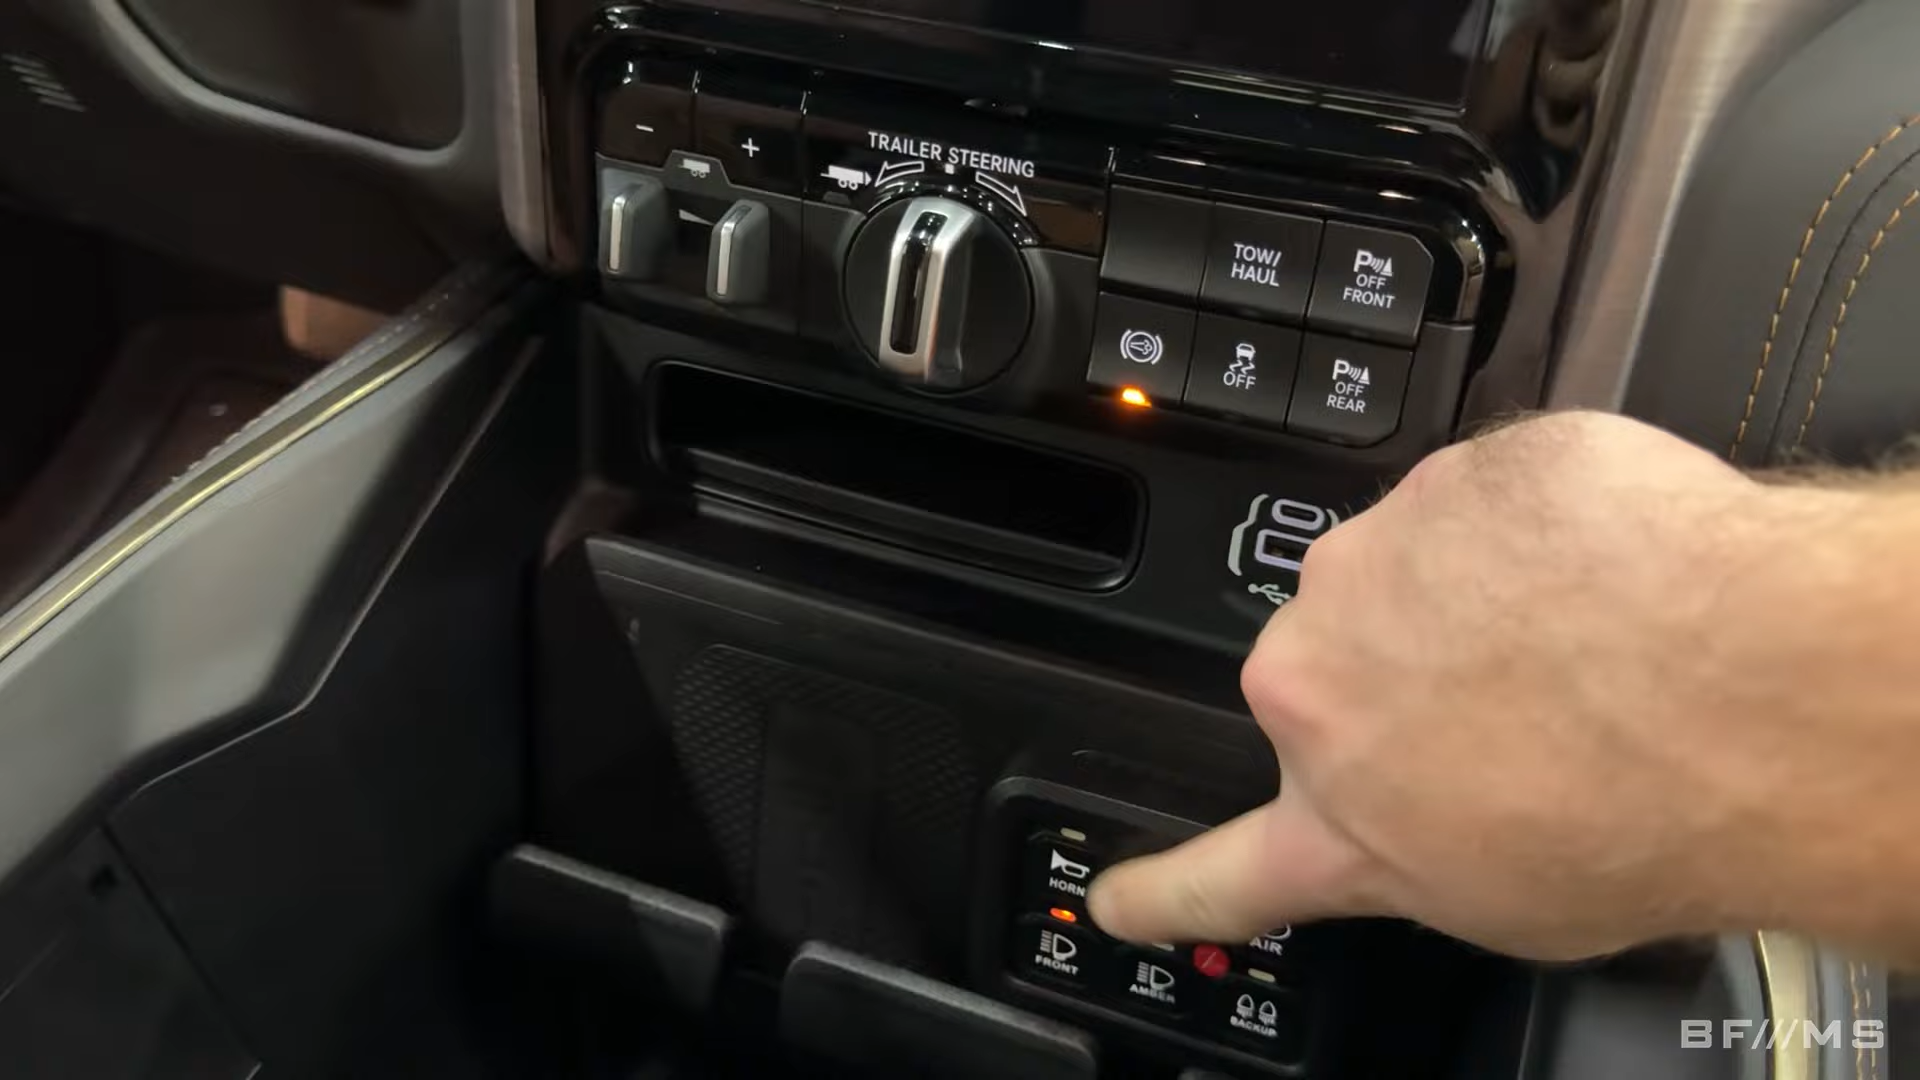 − +
TRAILER STEERING
TOW/
HAUL
P
OFF
FRONT
OFF
P
OFF
REAR
HORN
AIR
FRONT
AMBER
BACKUP
BF///MS